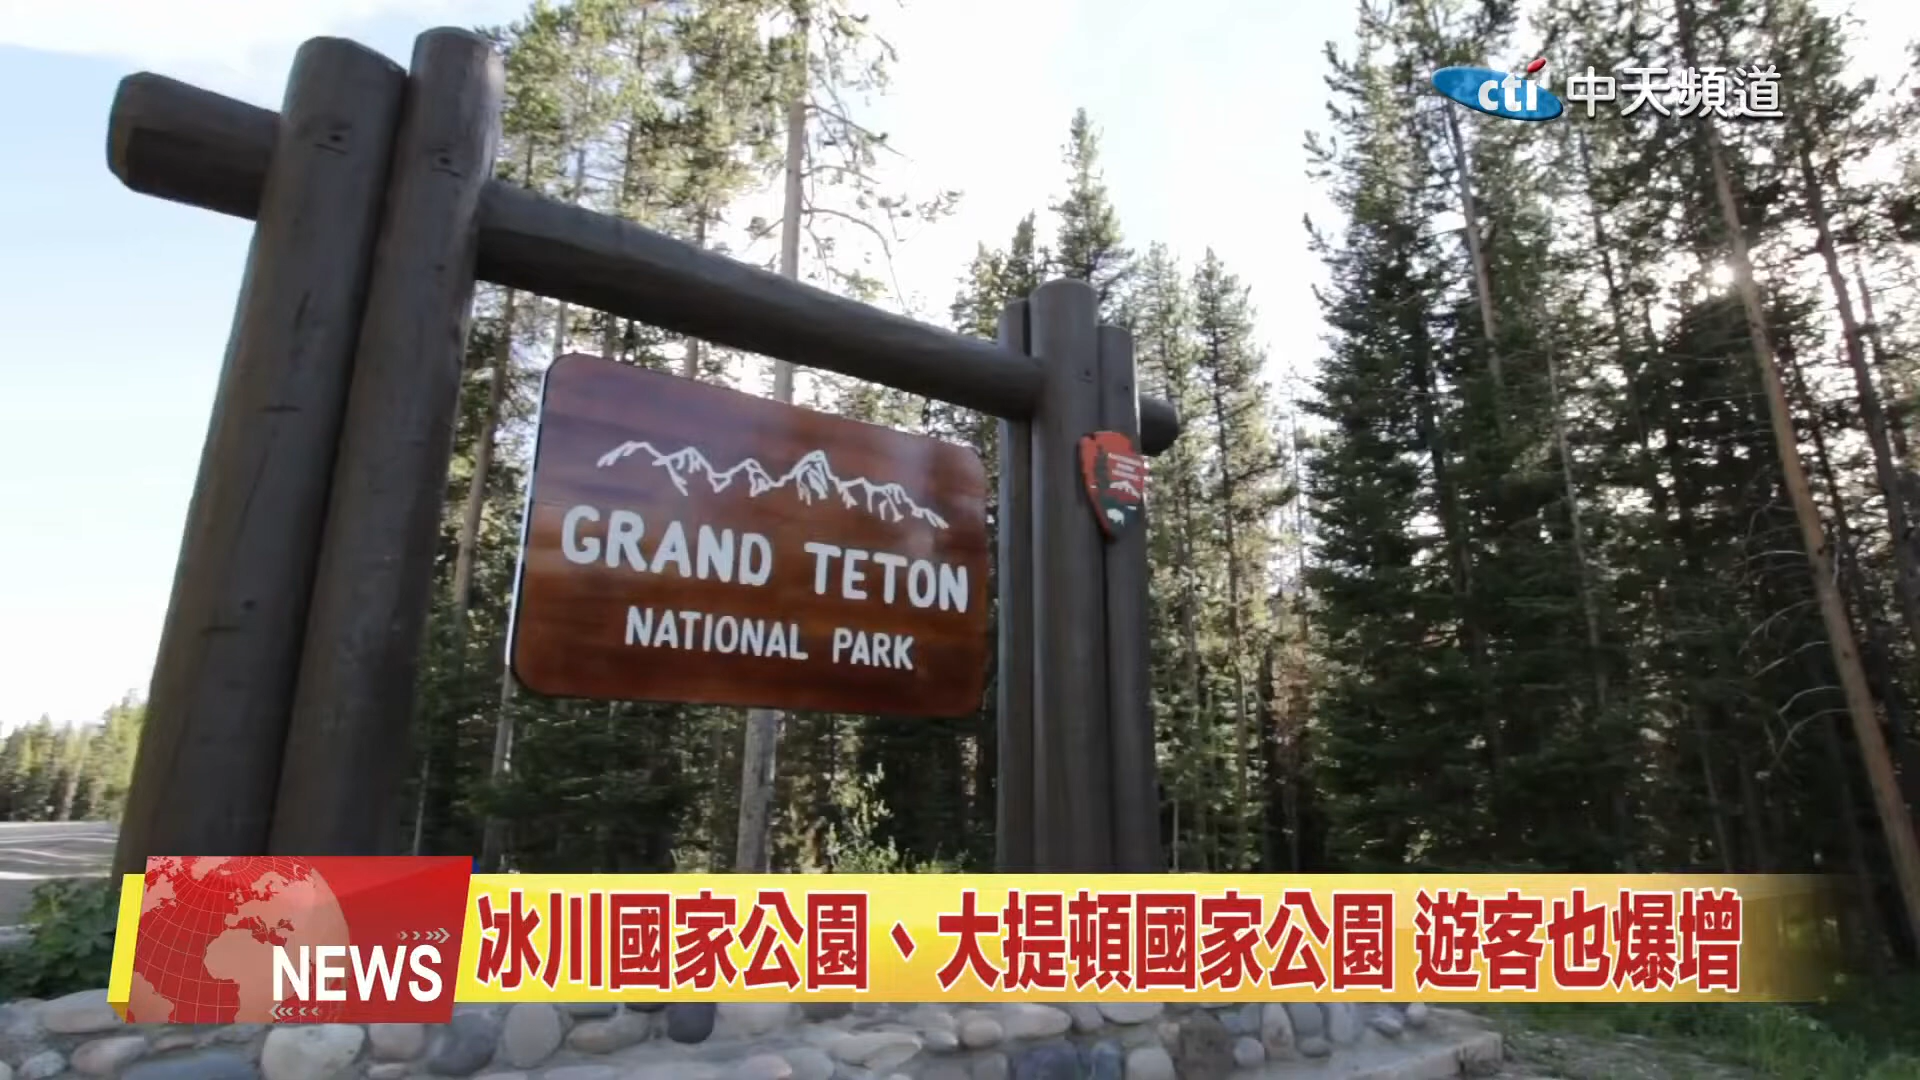 cti 中天頻道
GRAND TETON
NATIONAL PARK
NEWS
冰川國家公園、大提頓國家公園 遊客也爆增